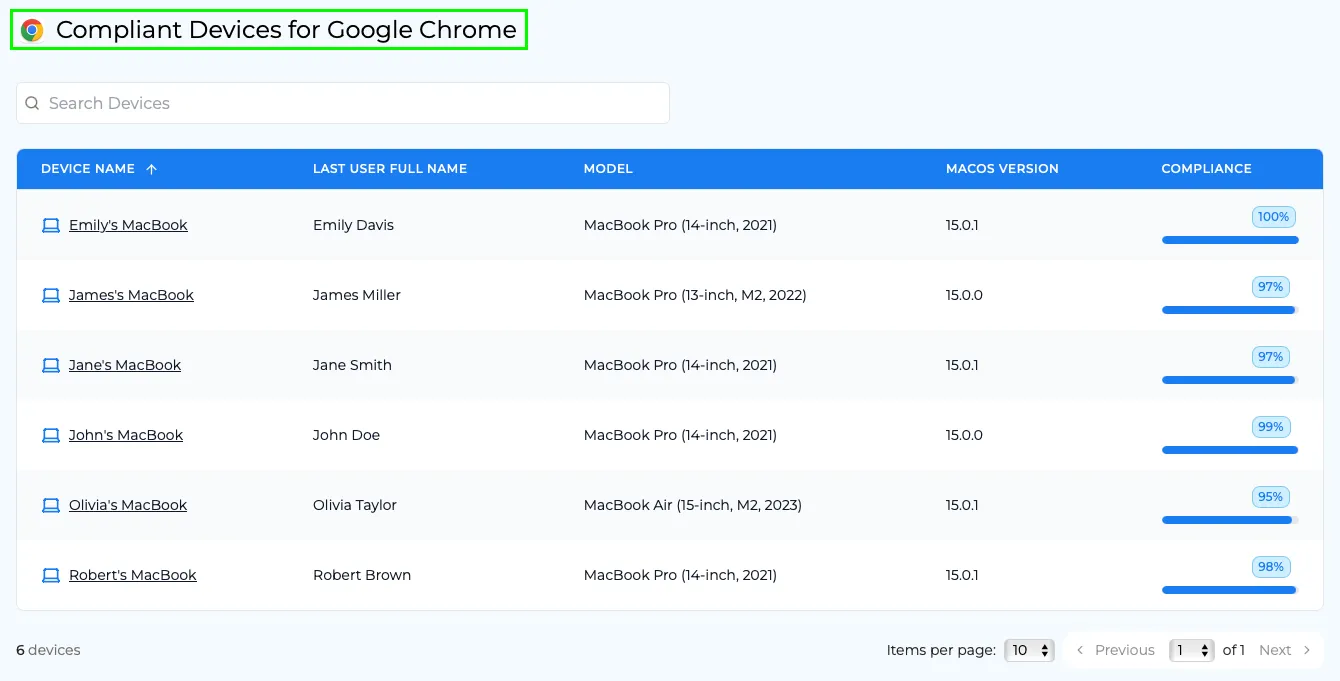 Compliant Devices for Google Chrome
Search Devices
DEVICE NAME LAST USER FULL NAME MODEL MACOS VERSION COMPLIANCE
Emily's MacBook Emily Davis MacBook Pro (14-inch, 2021) 15.0.1 100%
James's MacBook James Miller MacBook Pro (13-inch, M2, 2022) 15.0.0 97%
Jane's MacBook Jane Smith MacBook Pro (14-inch, 2021) 15.0.1 97%
John's MacBook John Doe MacBook Pro (14-inch, 2021) 15.0.0 99%
Olivia's MacBook Olivia Taylor MacBook Air (15-inch, M2, 2023) 15.0.1 95%
Robert's MacBook Robert Brown MacBook Pro (14-inch, 2021) 15.0.1 98%
6 devices Items per page: 10 Previous 1 of 1 Next